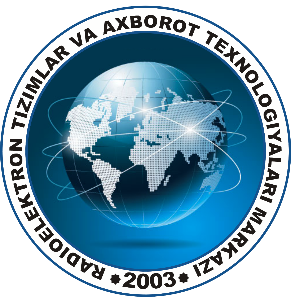 RADIOELEKTRON TIZIMLAR VA AXBOROT TEXNOLOGIYALARI MARKAZI
*2003*